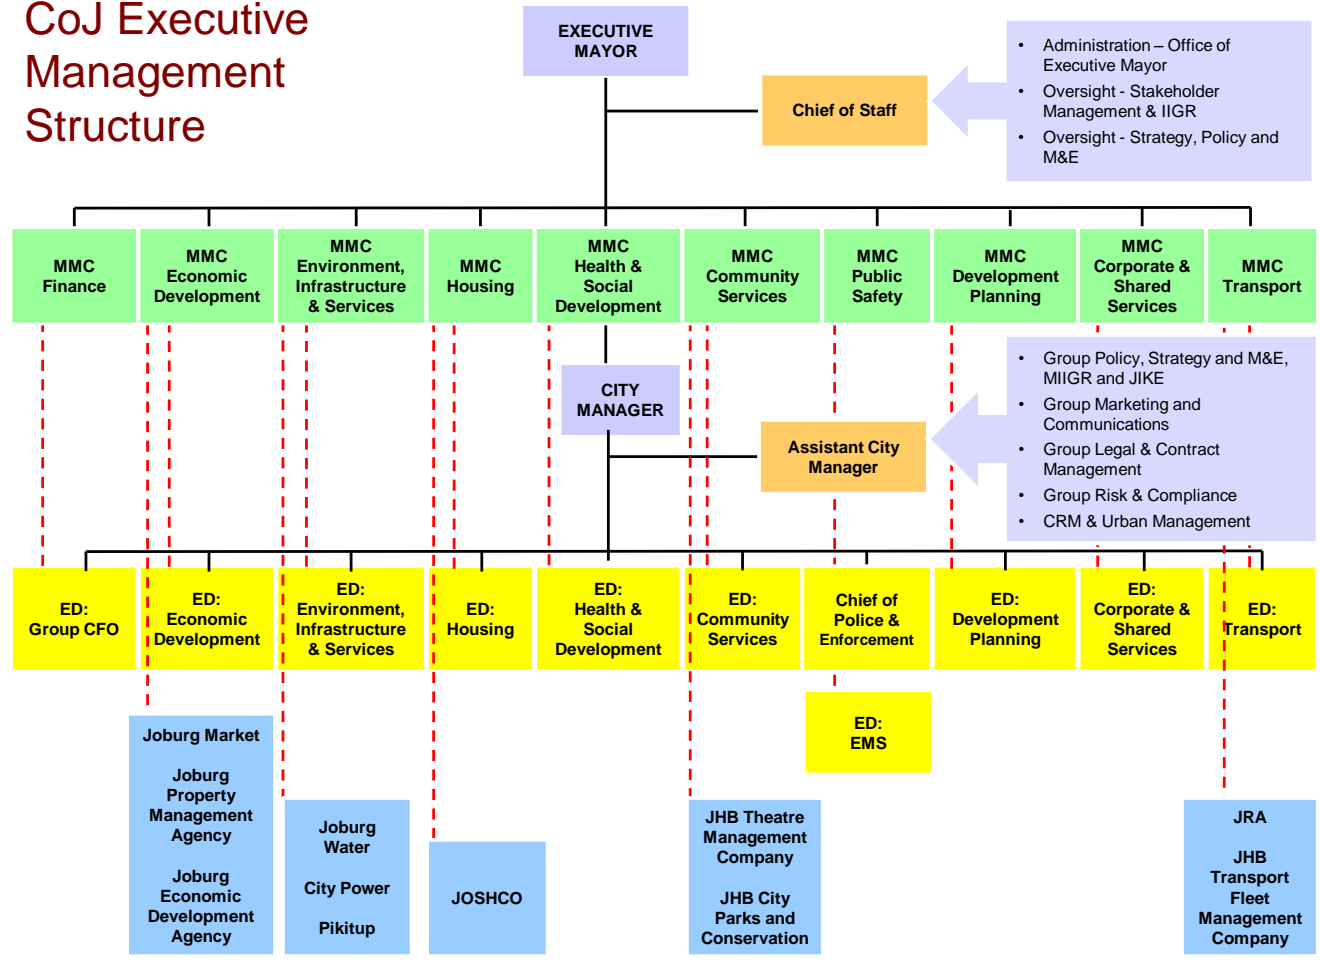 CoJ Executive
Management
Structure
EXECUTIVE
MAYOR
Chief of Staff
• Administration – Office of
Executive Mayor
• Oversight - Stakeholder
Management & IIGR
• Oversight - Strategy, Policy and
M&E
MMC
Finance
MMC
Economic
Development
MMC
Environment,
Infrastructure
& Services
MMC
Housing
MMC
Health &
Social
Development
MMC
Community
Services
MMC
Public
Safety
MMC
Development
Planning
MMC
Corporate &
Shared
Services
MMC
Transport
CITY
MANAGER
Assistant City
Manager
• Group Policy, Strategy and M&E,
MIIGR and JIKE
• Group Marketing and
Communications
• Group Legal & Contract
Management
• Group Risk & Compliance
• CRM & Urban Management
ED:
Group CFO
ED:
Economic
Development
ED:
Environment,
Infrastructure
& Services
ED:
Housing
ED:
Health &
Social
Development
ED:
Community
Services
Chief of
Police &
Enforcement
ED:
Development
Planning
ED:
Corporate &
Shared
Services
ED:
Transport
ED:
EMS
Joburg Market
Joburg
Property
Management
Agency
Joburg
Economic
Development
Agency
Joburg
Water
City Power
Pikitup
JOSHCO
JHB Theatre
Management
Company
JHB City
Parks and
Conservation
JRA
JHB
Transport
Fleet
Management
Company